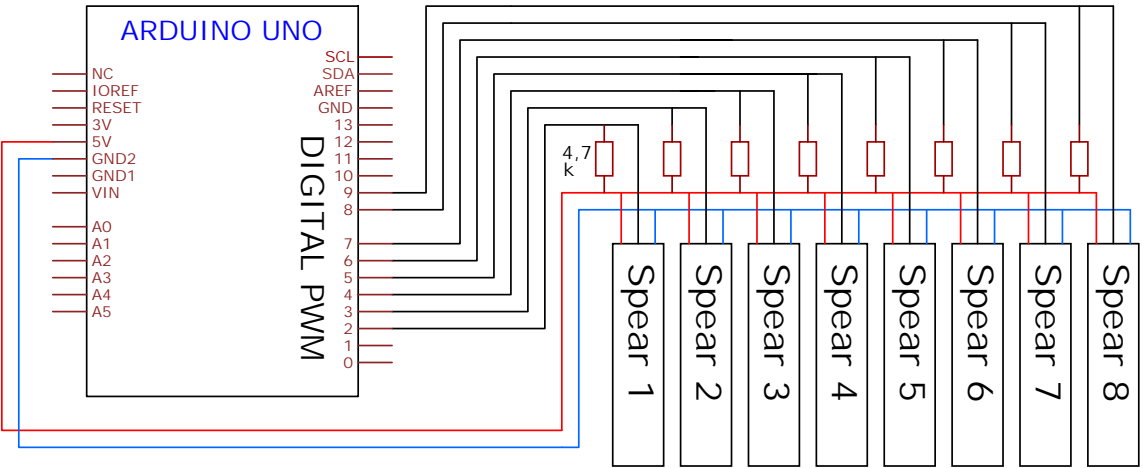 ARDUINO UNO
NC
IOREF
RESET
3V
5V
GND2
GND1
VIN
A0
A1
A2
A3
A4
A5
SCL
SDA
AREF
GND
13
12
11
10
9
8
7
6
5
4
3
2
1
0
DIGITAL PWM
4,7
k
Spear 1
Spear 2
Spear 3
Spear 4
Spear 5
Spear 6
Spear 7
Spear 8